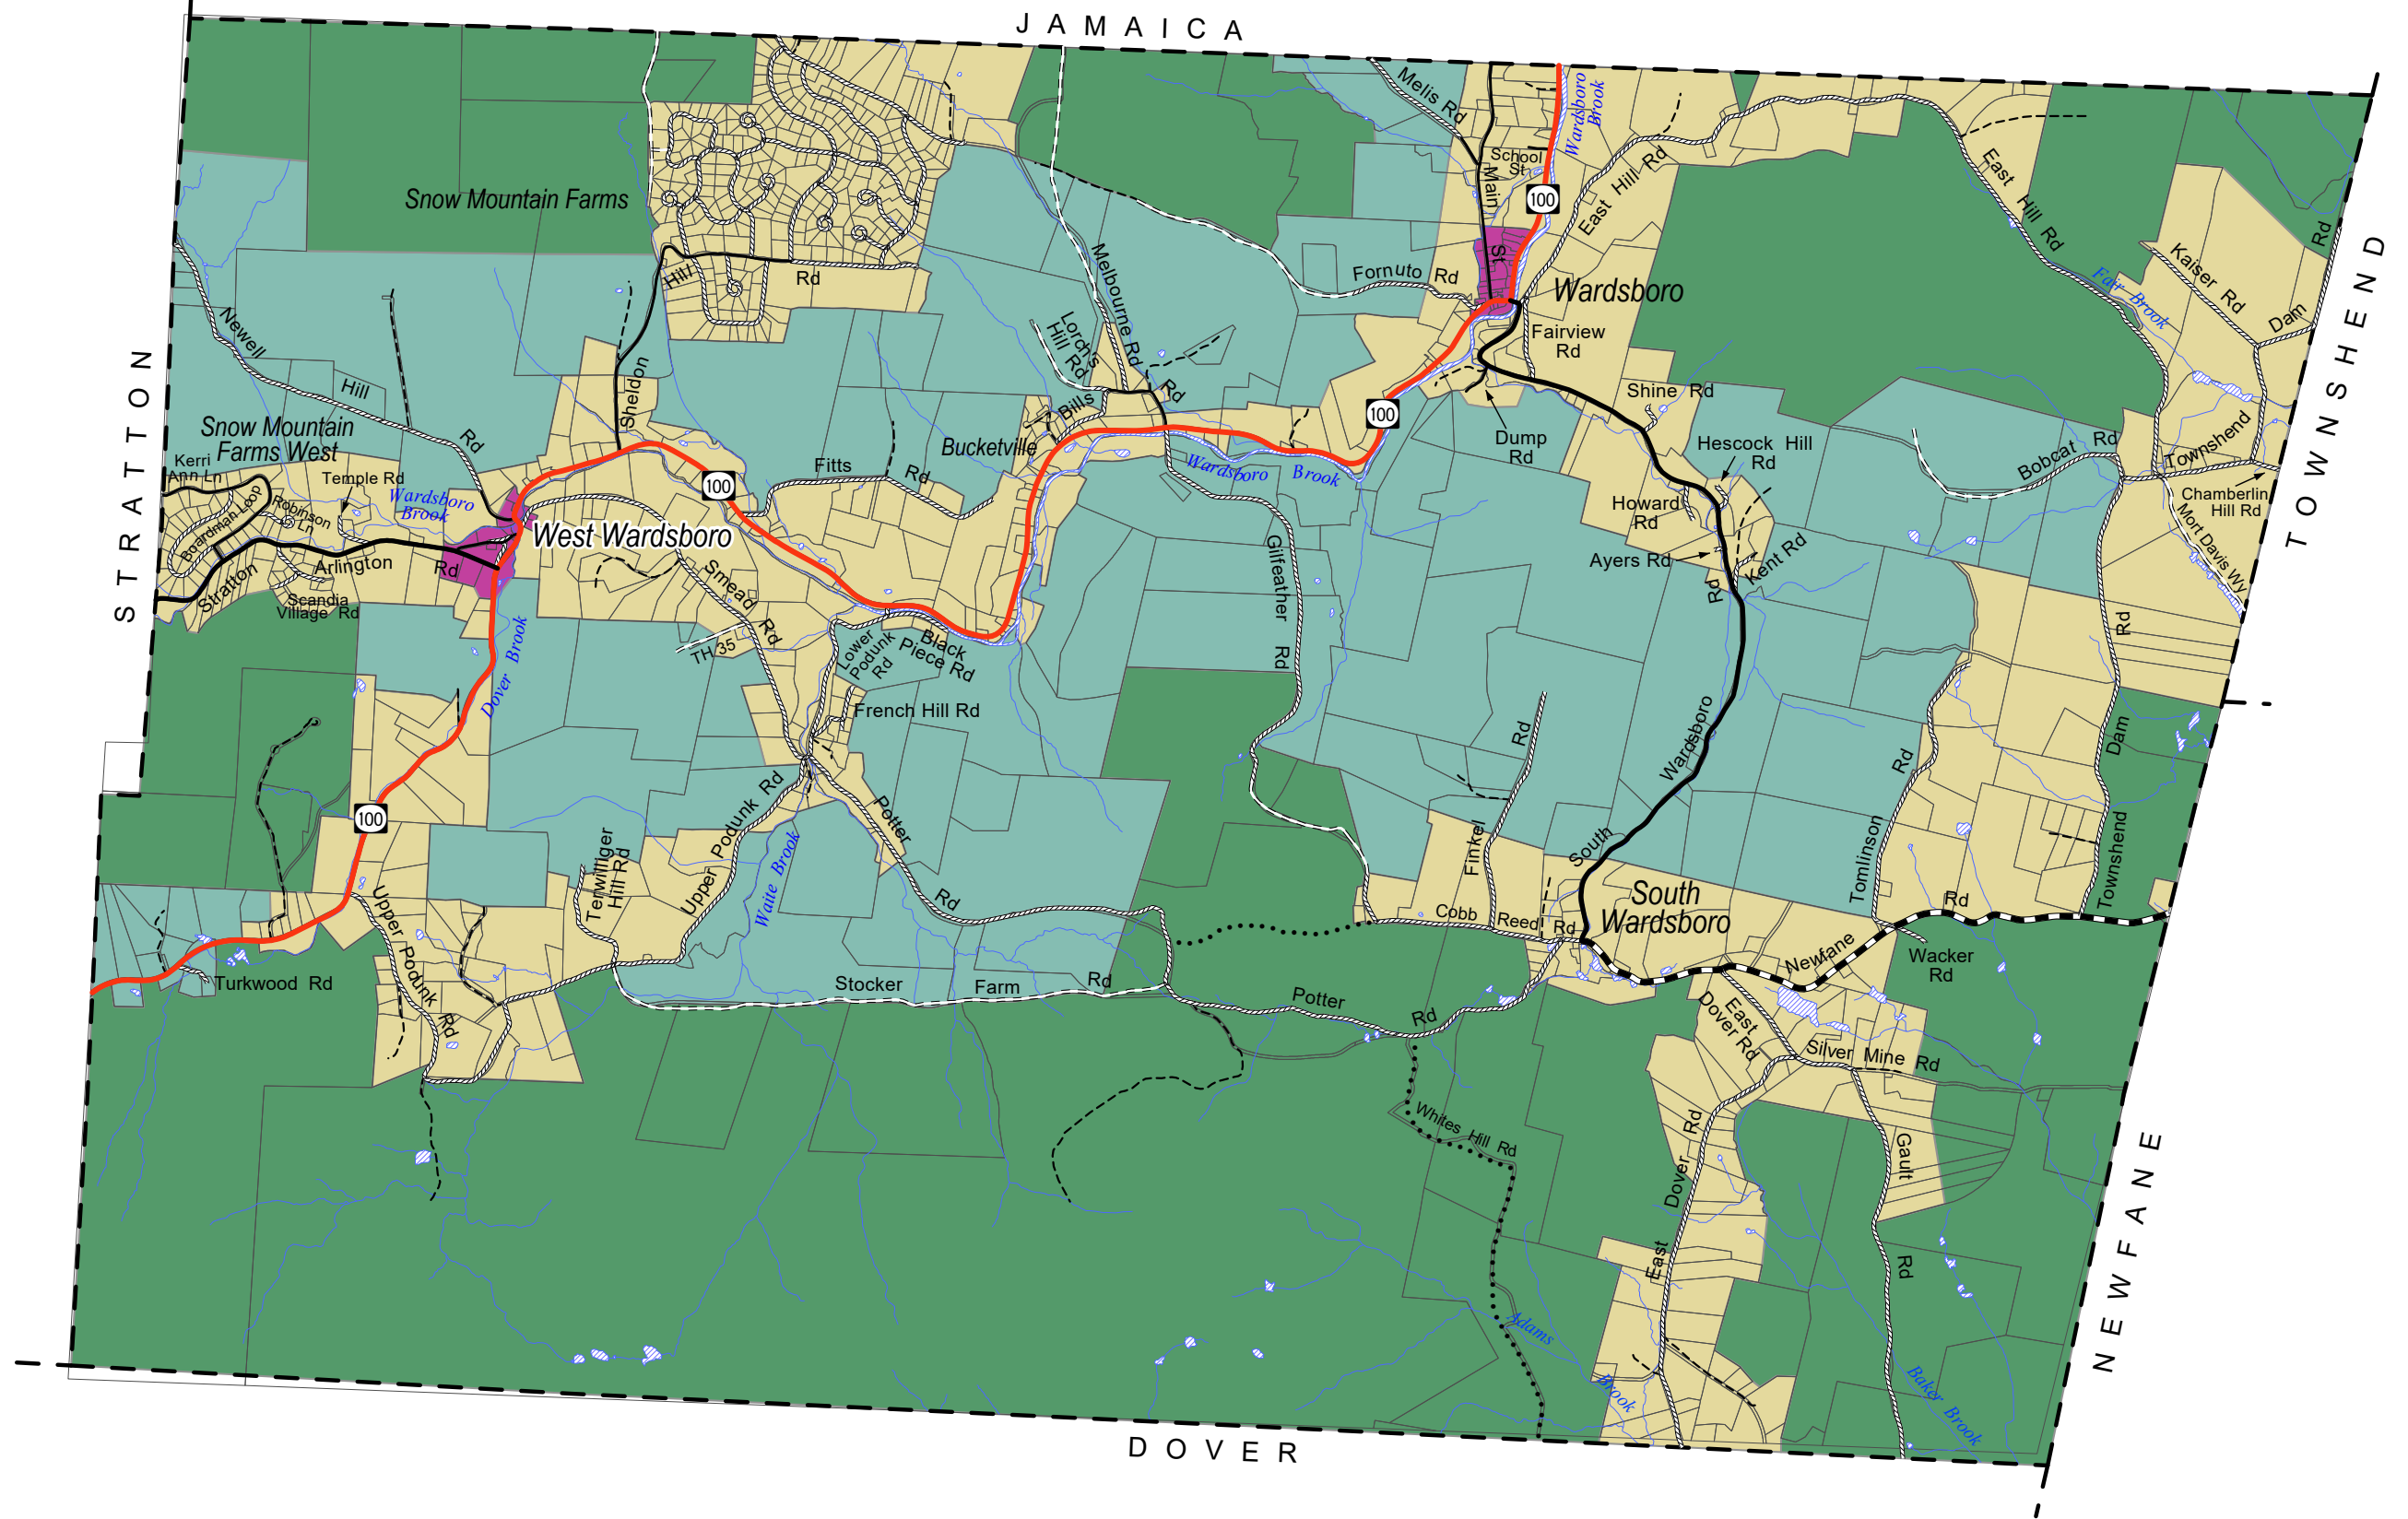 JAMAICA
Melis Rd
Wardsboro
Brook
School
St
Main
St
100
East Hill Rd
East
Hill
Rd
Snow Mountain Farms
Hill
Rd
Fornuto Rd
Wardsboro
Fairview
Rd
Kaiser Rd
Rd
Dam
Fair Brook
TOWNSHEND
Newell
Hill
Rd
Melbourne Rd
Lorch's
Hill Rd
Bills
Rd
Sheldon
STRATTON
Snow Mountain
Farms West
Kerri
Ann Ln
Temple Rd
Boardman Loop
Robinson
Ln
Wardsboro
Brook
Stratton
Arlington
Rd
Scandia
Village Rd
West Wardsboro
100
Fitts
Rd
Bucketville
Wardsboro Brook
100
Dump
Rd
Shine Rd
Hescock Hill
Rd
Howard
Rd
Ayers Rd
Kent Rd
Rd
Bobcat Rd
Townshend
Chamberlin
Hill Rd
Mort Davis Wy
Rd
Gilfeather
Rd
Smead
Rd
TH 35
Lower
Podunk
Rd
Black
Piece Rd
French Hill Rd
Dover Brook
100
Upper Podunk Rd
Turkwood Rd
Terwilliger
Hill Rd
Upper Podunk Rd
Waite Brook
Potter
Rd
Stocker Farm Rd
Potter
Rd
Finkel
Rd
Wardsboro
South
Cobb Reed Rd
South
Wardsboro
Tomlinson
Rd
Dam
Townshend
Newfane
Rd
Wacker
Rd
East
Dover Rd
Silver Mine Rd
Gault
Rd
Whites Hill Rd
East
Dover
Rd
Adams
Brook
Baker Brook
NEWFANE
DOVER